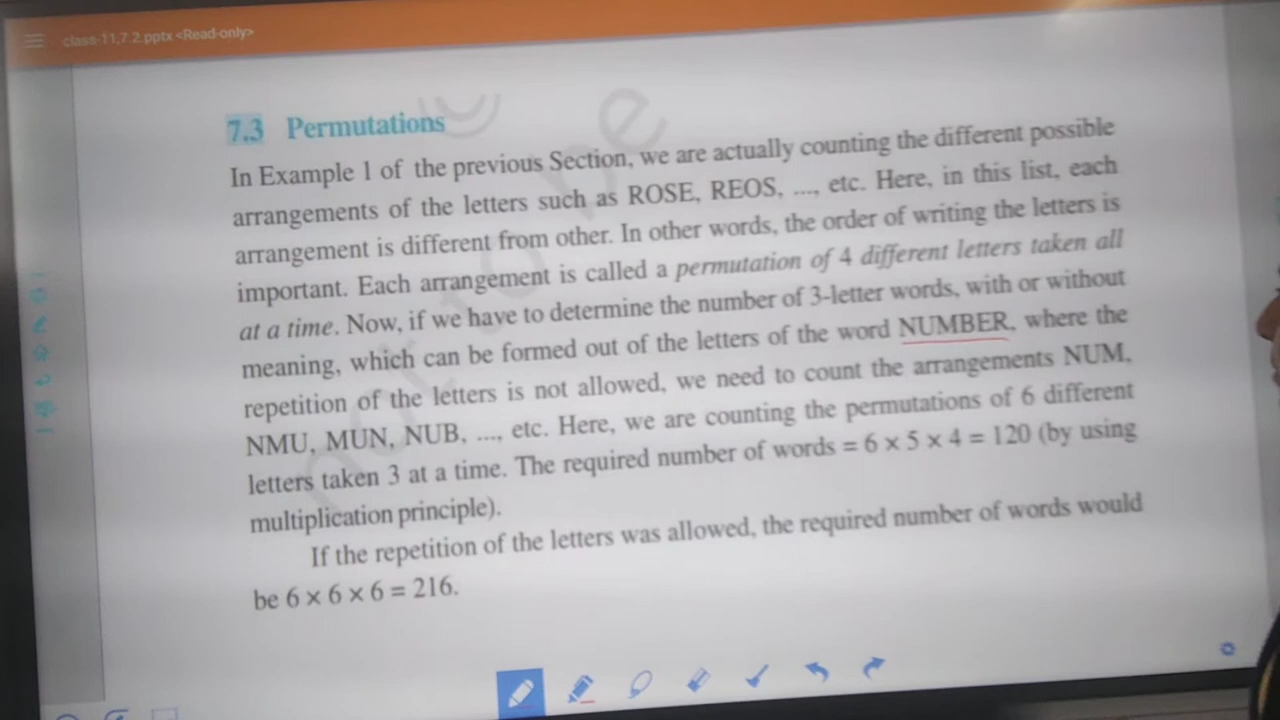 class-11,7.2.pptx <Read-only>
7.3 Permutations
In Example 1 of the previous Section, we are actually counting the different possible
arrangements of the letters such as ROSE, REOS, ..., etc. Here, in this list, each
arrangement is different from other. In other words, the order of writing the letters is
important. Each arrangement is called a permutation of 4 different letters taken all
at a time. Now, if we have to determine the number of 3-letter words, with or without
meaning, which can be formed out of the letters of the word NUMBER, where the
repetition of the letters is not allowed, we need to count the arrangements NUM,
NMU, MUN, NUB, ..., etc. Here, we are counting the permutations of 6 different
letters taken 3 at a time. The required number of words = 6 × 5 × 4 = 120 (by using
multiplication principle).
If the repetition of the letters was allowed, the required number of words would
be 6 × 6 × 6 = 216.
not to be